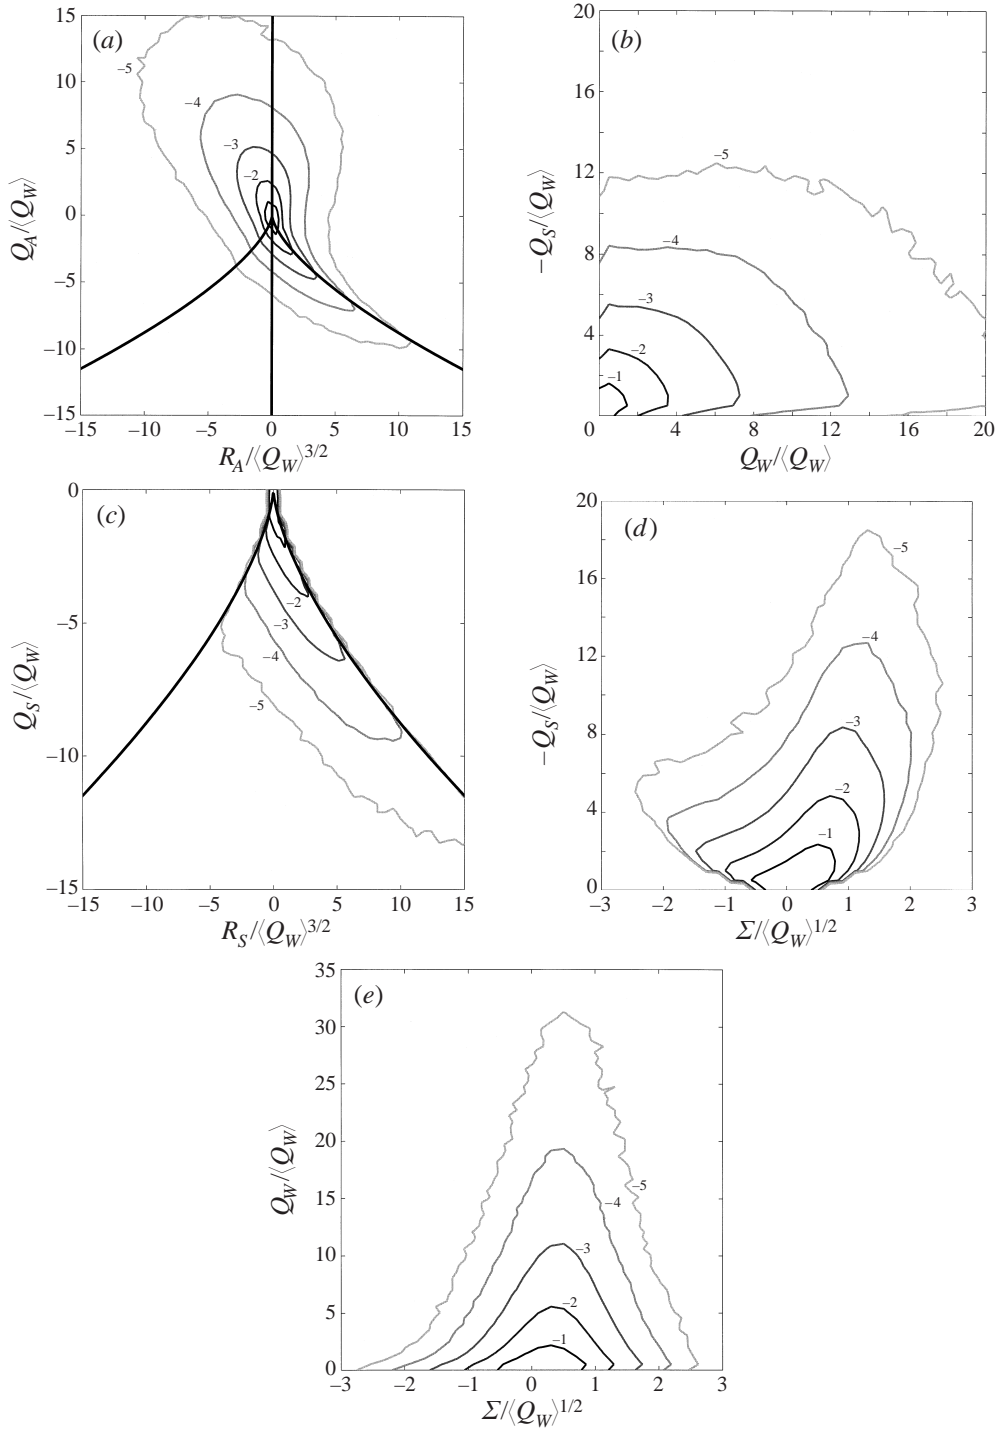 (a)
15
10
5
0
–5
–10
–15
Q_A/⟨Q_W⟩
–5
–4
–3
–2
–15 –10 –5 0 5 10 15
R_A/⟨Q_W⟩^{3/2}
(b)
20
16
12
8
4
–Q_S/⟨Q_W⟩
–5
–4
–3
–2
–1
0 4 8 12 16 20
Q_W/⟨Q_W⟩
(c)
0
–5
–10
–15
Q_S/⟨Q_W⟩
–2
–3
–4
–5
–15 –10 –5 0 5 10 15
R_S/⟨Q_W⟩^{3/2}
(d)
20
16
12
8
4
0
–Q_S/⟨Q_W⟩
–5
–4
–3
–2
–1
–3 –2 –1 0 1 2 3
Σ/⟨Q_W⟩^{1/2}
(e)
35
30
25
20
15
10
5
0
Q_W/⟨Q_W⟩
–5
–4
–3
–2
–1
–3 –2 –1 0 1 2 3
Σ/⟨Q_W⟩^{1/2}